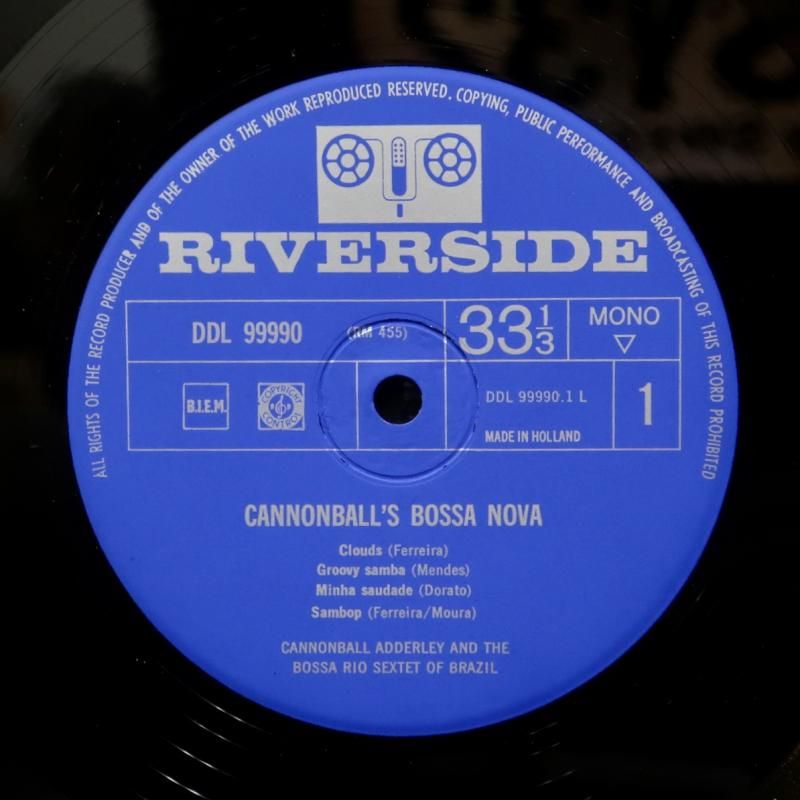 ALL RIGHTS OF THE RECORD PRODUCER AND OF THE OWNER OF THE WORK REPRODUCED RESERVED. COPYING, PUBLIC PERFORMANCE AND BROADCASTING OF THIS RECORD PROHIBITED
RIVERSIDE
DDL 99990 (RM 455) 33 1/3 MONO
B.I.E.M. COPYRIGHT CONTROL DDL 99990.1 L 1
MADE IN HOLLAND
CANNONBALL'S BOSSA NOVA
Clouds (Ferreira)
Groovy samba (Mendes)
Minha saudade (Dorato)
Sambop (Ferreira/Moura)
CANNONBALL ADDERLEY AND THE
BOSSA RIO SEXTET OF BRAZIL